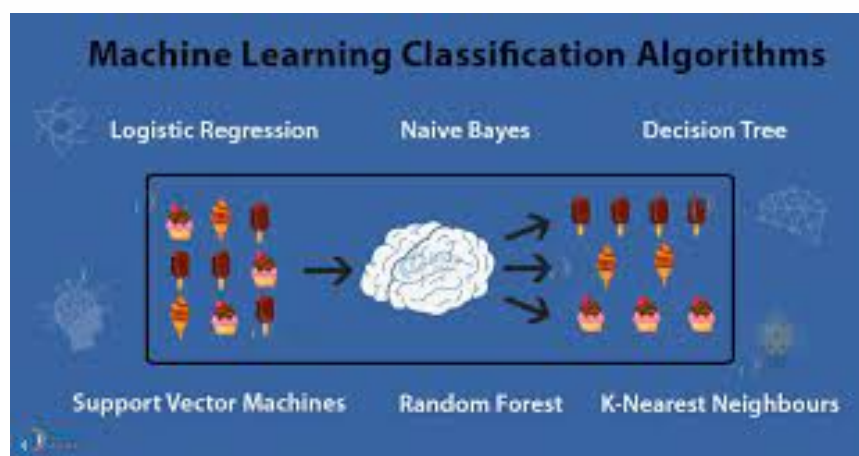 Machine Learning Classification Algorithms
Logistic Regression Naive Bayes Decision Tree
Support Vector Machines Random Forest K-Nearest Neighbours